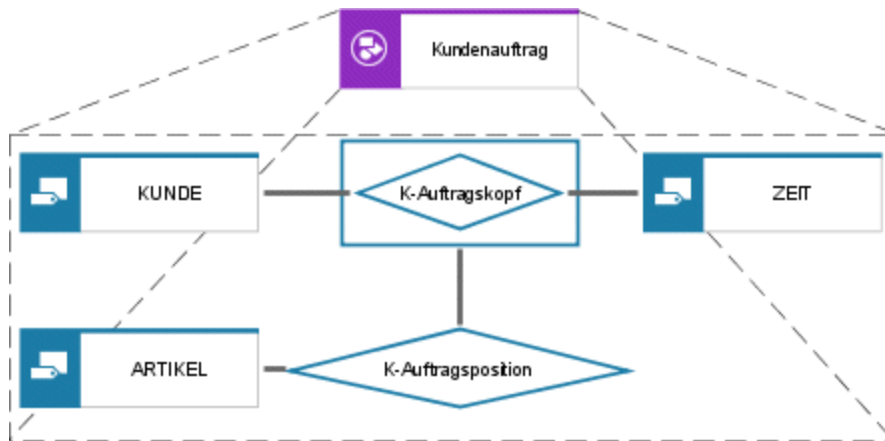 Kundenauftrag
KUNDE
K-Auftragskopf
ZEIT
ARTIKEL
K-Auftragsposition